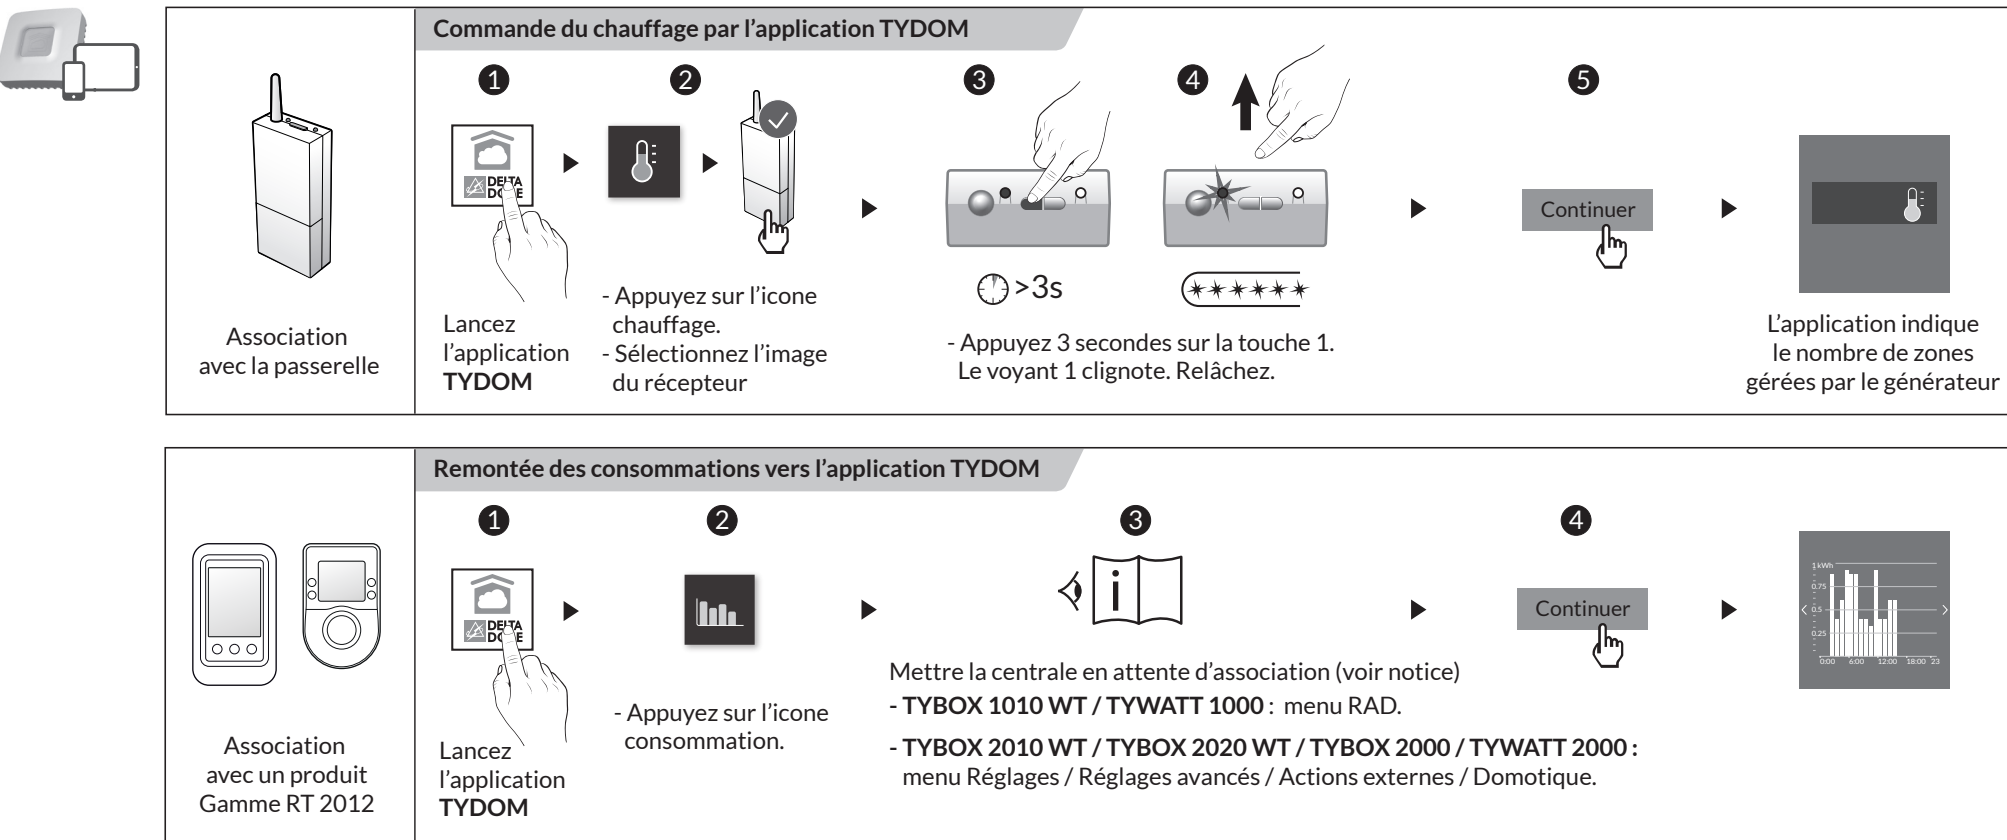 Commande du chauffage par l'application TYDOM
Association
avec la passerelle
1
DELTA
DORE
Lancez
l'application
TYDOM
2
- Appuyez sur l'icone
chauffage.
- Sélectionnez l'image
du récepteur
3
4
>3s
- Appuyez 3 secondes sur la touche 1.
Le voyant 1 clignote. Relâchez.
5
Continuer
L'application indique
le nombre de zones
gérées par le générateur
Remontée des consommations vers l'application TYDOM
Association
avec un produit
Gamme RT 2012
1
DELTA
DORE
Lancez
l'application
TYDOM
2
- Appuyez sur l'icone
consommation.
3
i
Mettre la centrale en attente d'association (voir notice)
- TYBOX 1010 WT / TYWATT 1000 : menu RAD.
- TYBOX 2010 WT / TYBOX 2020 WT / TYBOX 2000 / TYWATT 2000 :
menu Réglages / Réglages avancés / Actions externes / Domotique.
4
Continuer
1 kWh
0.75
0.5
0.25
0:00 6:00 12:00 18:00 23